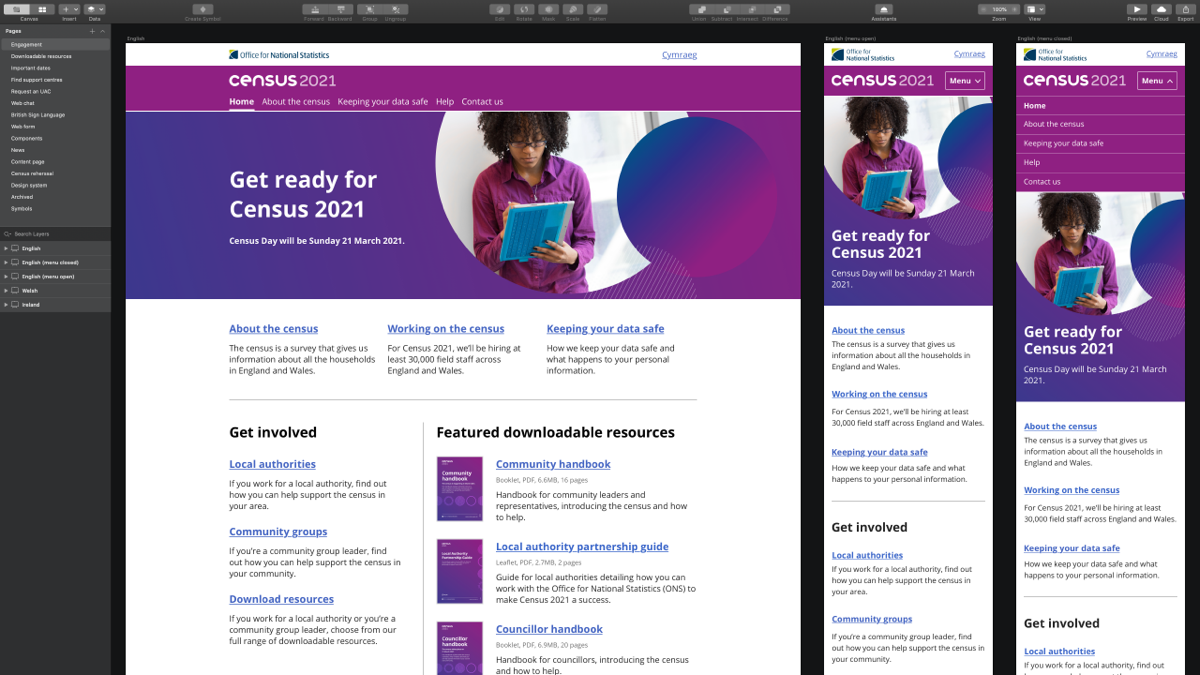 Canvas
Insert
Data
Create Symbol
Forward
Backward
Group
Ungroup
Edit
Rotate
Mask
Scale
Flatten
Union
Subtract
Intersect
Difference
Assistants
180%
Zoom
View
Preview
Cloud
Export
Pages
Engagement
Downloadable resources
Important dates
Find support centres
Request an UAC
Web chat
British Sign Language
Web form
Components
News
Content page
Census rehersal
Design system
Archived
Symbols
Search Layers
English
English (menu closed)
English (menu open)
Welsh
Ireland
English
Office for National Statistics
Cymraeg
census 2021
Home About the census Keeping your data safe Help Contact us
Get ready for
Census 2021
Census Day will be Sunday 21 March 2021.
About the census
The census is a survey that gives us
information about all the households
in England and Wales.
Working on the census
For Census 2021, we'll be hiring at
least 30,000 field staff across
England and Wales.
Keeping your data safe
How we keep your data safe and
what happens to your personal
information.
Get involved
Local authorities
If you work for a local authority, find out
how you can help support the census in
your area.
Community groups
If you're a community group leader, find
out how you can help support the census in
your community.
Download resources
If you work for a local authority or you're a
community group leader, choose from our
full range of downloadable resources.
Featured downloadable resources
Community
handbook
Community handbook
Booklet, PDF, 6.6MB, 16 pages
Handbook for community leaders and
representatives, introducing the census and how
to help.
Local Authority
Partnership Guide
Local authority partnership guide
Leaflet, PDF, 2.7MB, 2 pages
Guide for local authorities detailing how you can
work with the Office for National Statistics (ONS) to
make Census 2021 a success.
Councillor
handbook
Councillor handbook
Booklet, PDF, 6.9MB, 20 pages
Handbook for councillors, introducing the census
and how to help.
English (menu open)
Office for
National Statistics
Cymraeg
census 2021
Menu
Get ready for
Census 2021
Census Day will be Sunday 21 March
2021.
About the census
The census is a survey that gives us
information about all the households in
England and Wales.
Working on the census
For Census 2021, we'll be hiring at least
30,000 field staff across England and Wales.
Keeping your data safe
How we keep your data safe and what
happens to your personal information.
Get involved
Local authorities
If you work for a local authority, find out
how you can help support the census in
your area.
Community groups
If you're a community group leader, find
out how you can help support the census in
your community.
English (menu closed)
Office for
National Statistics
Cymraeg
census 2021
Menu
Home
About the census
Keeping your data safe
Help
Contact us
Get ready for
Census 2021
Census Day will be Sunday 21 March
2021.
About the census
The census is a survey that gives us
information about all the households in
England and Wales.
Working on the census
For Census 2021, we'll be hiring at least
30,000 field staff across England and Wales.
Keeping your data safe
How we keep your data safe and what
happens to your personal information.
Get involved
Local authorities
If you work for a local authority, find out
how you can help support the census in